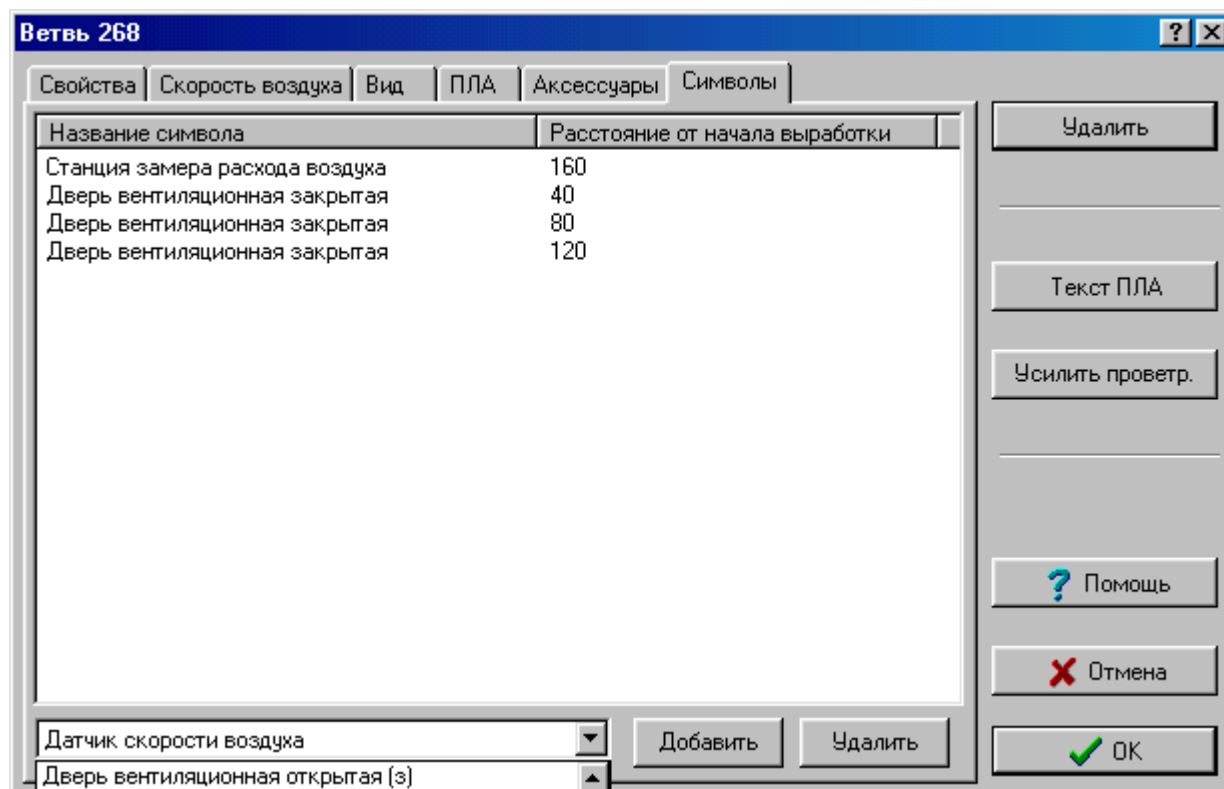 Ветвь 268
Свойства Скорость воздуха Вид ПЛА Аксессуары Символы
Название символа Расстояние от начала выработки
Станция замера расхода воздуха 160
Дверь вентиляционная закрытая 40
Дверь вентиляционная закрытая 80
Дверь вентиляционная закрытая 120
Удалить
Текст ПЛА
Усилить проветр.
Помощь
Отмена
OK
Датчик скорости воздуха Добавить Удалить
Дверь вентиляционная открытая (з)